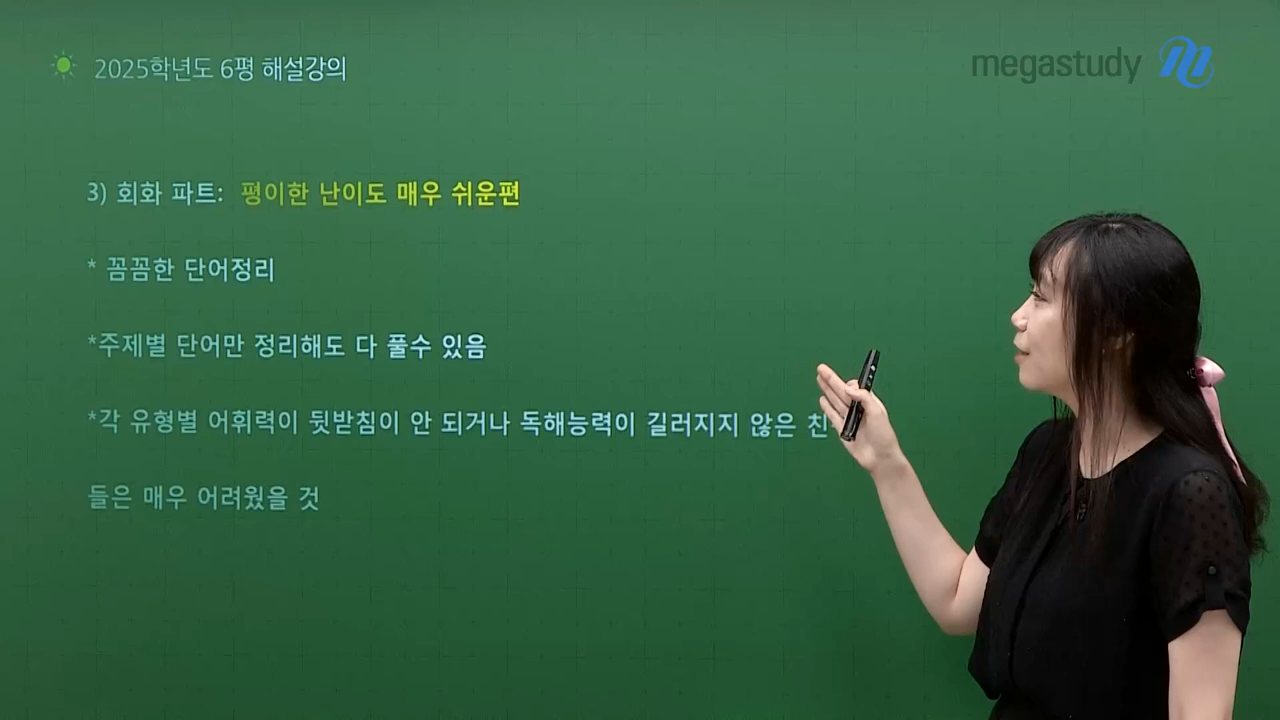 2025학년도 6평 해설강의
megastudy
3) 회화 파트: 평이한 난이도 매우 쉬운편
* 꼼꼼한 단어정리
*주제별 단어만 정리해도 다 풀수 있음
*각 유형별 어휘력이 뒷받침이 안 되거나 독해능력이 길러지지 않은 친
들은 매우 어려웠을 것